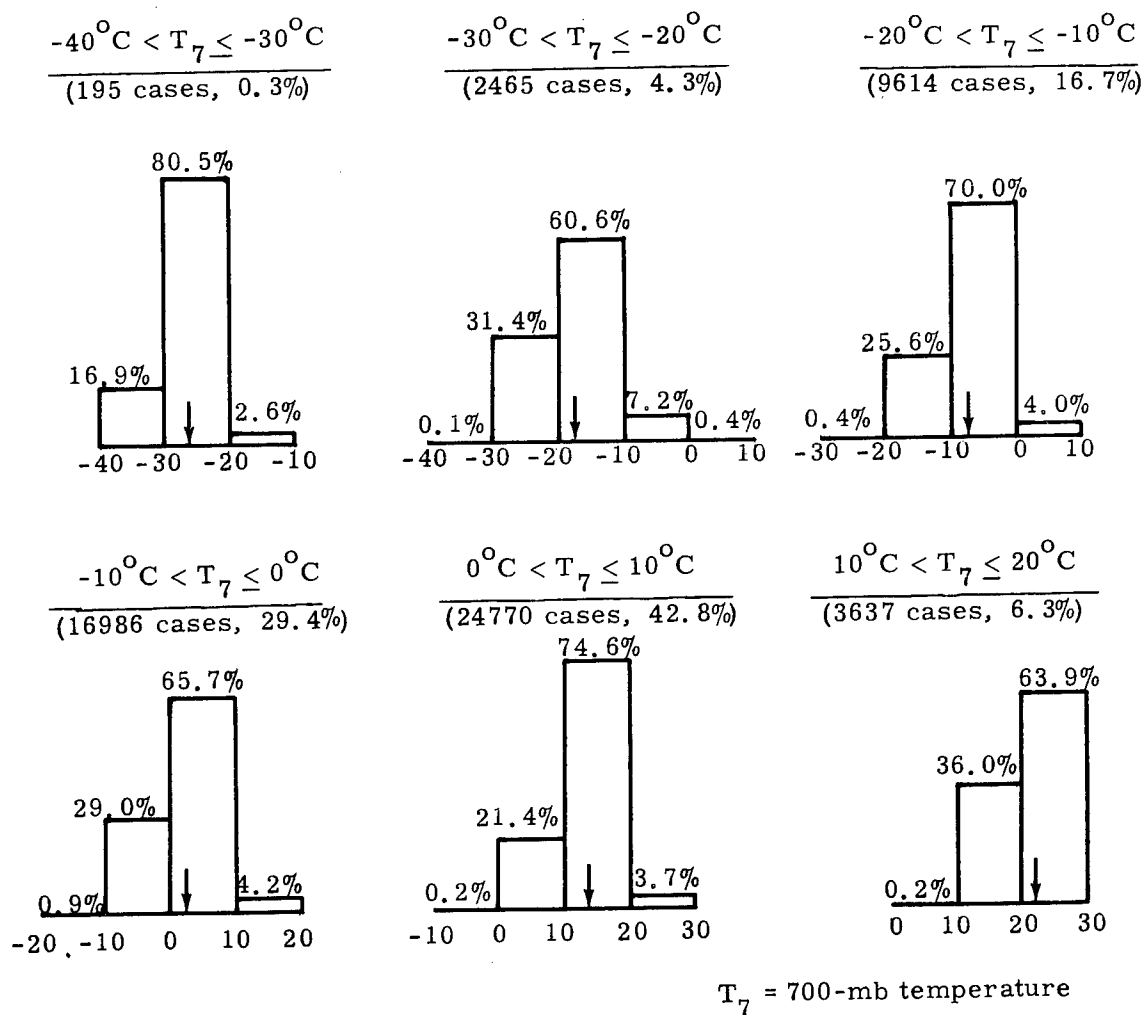 -40°C < T₇ ≤ -30°C
(195 cases, 0.3%)
80.5%
16.9%
2.6%
-40 -30 -20 -10
-30°C < T₇ ≤ -20°C
(2465 cases, 4.3%)
60.6%
31.4%
7.2%
0.1%
0.4%
-40 -30 -20 -10 0 10
-20°C < T₇ ≤ -10°C
(9614 cases, 16.7%)
70.0%
25.6%
4.0%
0.4%
-30 -20 -10 0 10
-10°C < T₇ ≤ 0°C
(16986 cases, 29.4%)
65.7%
29.0%
4.2%
0.9%
-20 -10 0 10 20
0°C < T₇ ≤ 10°C
(24770 cases, 42.8%)
74.6%
21.4%
3.7%
0.2%
-10 0 10 20 30
10°C < T₇ ≤ 20°C
(3637 cases, 6.3%)
63.9%
36.0%
0.2%
0 10 20 30
T₇ = 700-mb temperature